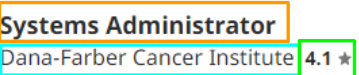 Systems Administrator
Dana-Farber Cancer Institute 4.1 ★